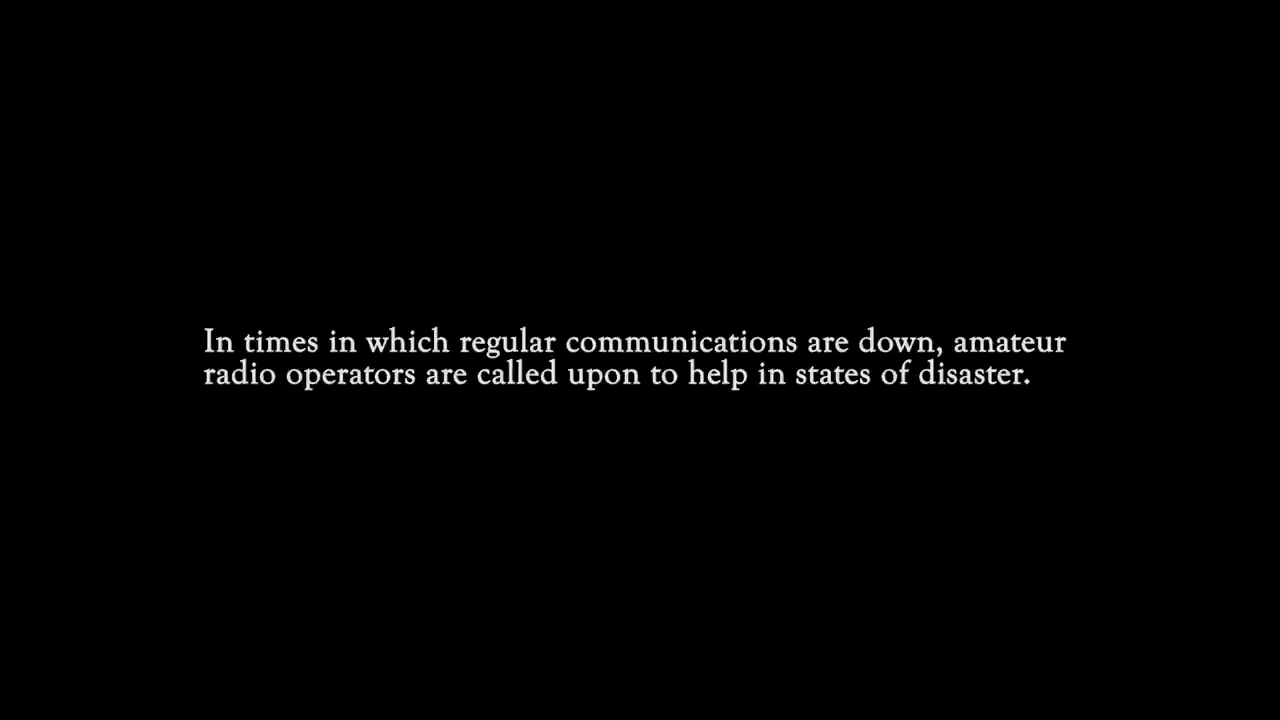 In times in which regular communications are down, amateur
radio operators are called upon to help in states of disaster.